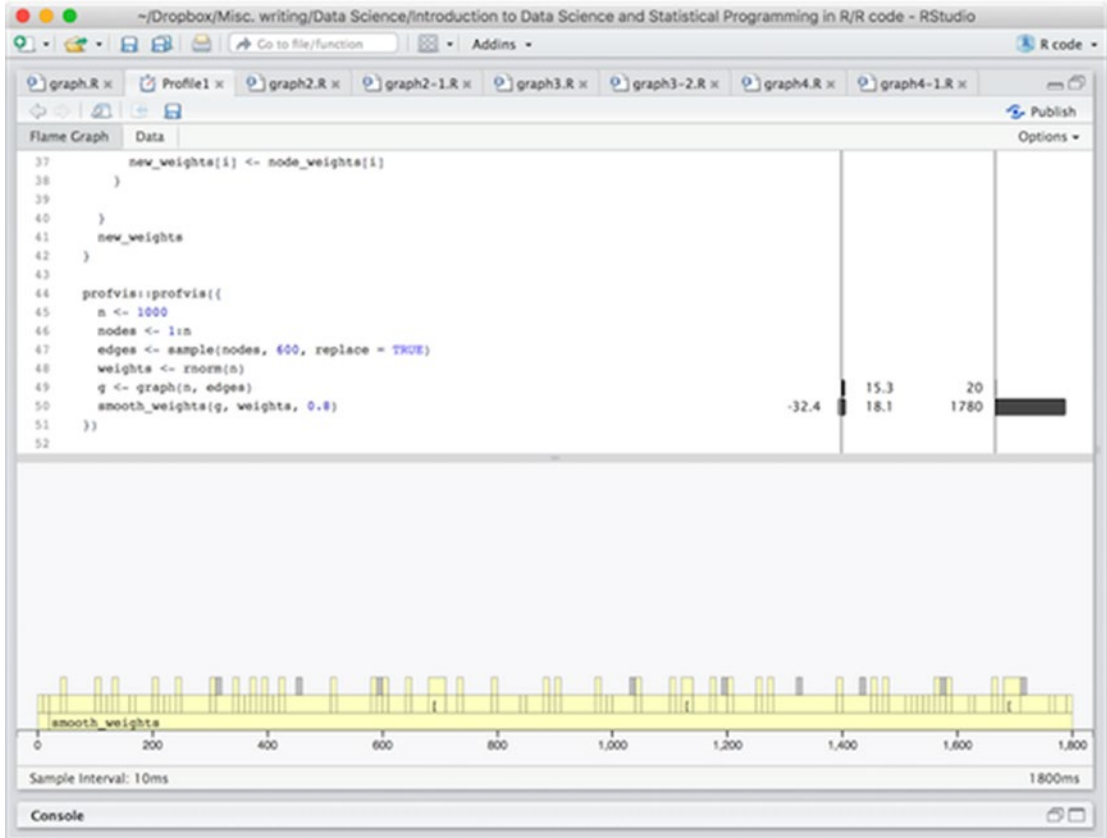 ~/Dropbox/Misc. writing/Data Science/Introduction to Data Science and Statistical Programming in R/R code - RStudio
Go to file/function Addins R code
graph.R × Profile1 × graph2.R × graph2-1.R × graph3.R × graph3-2.R × graph4.R × graph4-1.R ×
Publish
Flame Graph Data Options
37 new_weights[i] <- node_weights[i]
38 }
39
40 }
41 new_weights
42 }
43
44 profvis::profvis({
45 n <- 1000
46 nodes <- 1:n
47 edges <- sample(nodes, 600, replace = TRUE)
48 weights <- rnorm(n)
49 g <- graph(n, edges) 15.3 20
50 smooth_weights(g, weights, 0.8) -32.4 18.1 1780
51 })
52
[ [ [
smooth_weights
0 200 400 600 800 1,000 1,200 1,400 1,600 1,800
Sample Interval: 10ms 1800ms
Console